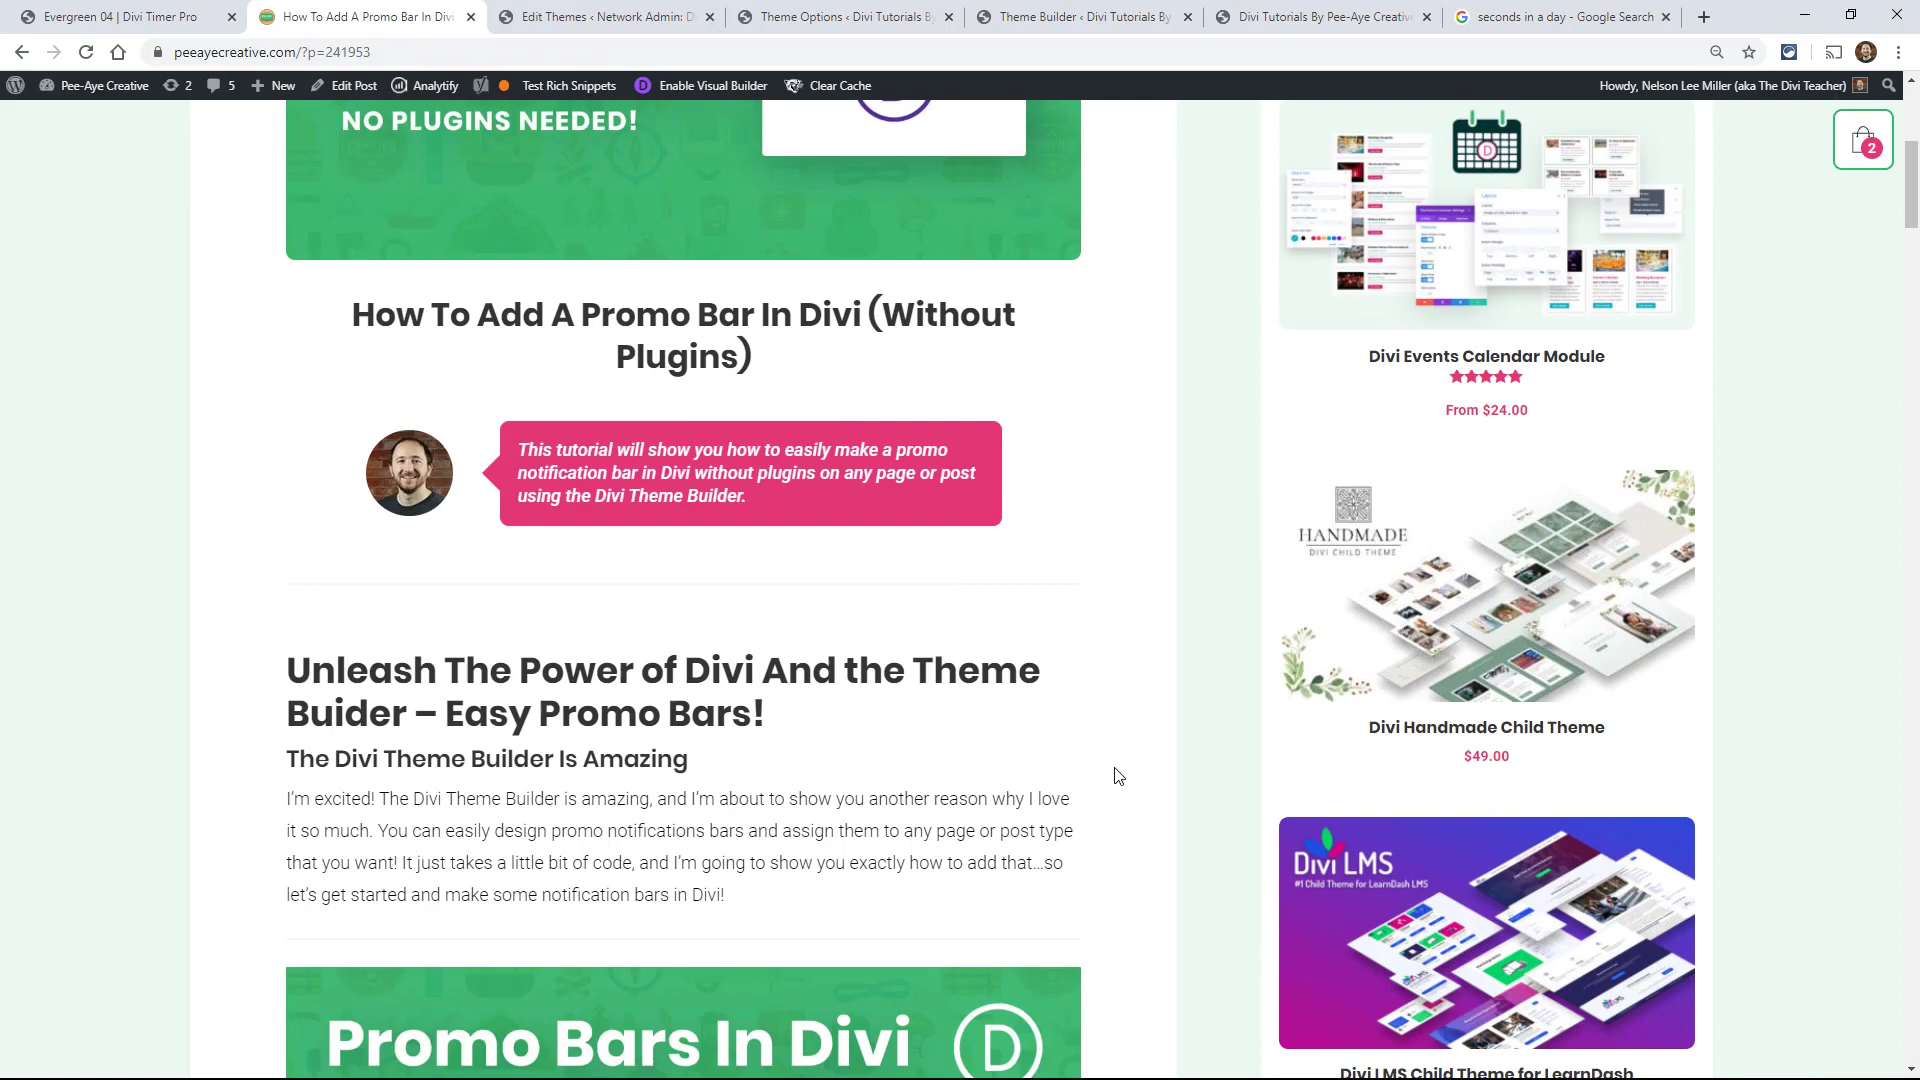 Evergreen 04 | Divi Timer Pro
How To Add A Promo Bar In Divi
Edit Themes ‹ Network Admin: D
Theme Options ‹ Divi Tutorials By
Theme Builder ‹ Divi Tutorials By
Divi Tutorials By Pee-Aye Creative
seconds in a day - Google Search
peeayecreative.com/?p=241953
Pee-Aye Creative
2
5
New
Edit Post
Analytify
Test Rich Snippets
Enable Visual Builder
Clear Cache
Howdy, Nelson Lee Miller (aka The Divi Teacher)
NO PLUGINS NEEDED!
2
How To Add A Promo Bar In Divi (Without
Plugins)
This tutorial will show you how to easily make a promo
notification bar in Divi without plugins on any page or post
using the Divi Theme Builder.
Unleash The Power of Divi And the Theme
Buider – Easy Promo Bars!
The Divi Theme Builder Is Amazing
I'm excited! The Divi Theme Builder is amazing, and I'm about to show you another reason why I love
it so much. You can easily design promo notifications bars and assign them to any page or post type
that you want! It just takes a little bit of code, and I'm going to show you exactly how to add that…so
let's get started and make some notification bars in Divi!
Promo Bars In Divi
D
Divi Events Calendar Module
From $24.00
HANDMADE
DIVI CHILD THEME
Divi Handmade Child Theme
$49.00
Divi LMS
#1 Child Theme for LearnDash LMS
Divi LMS Child Theme for LearnDash